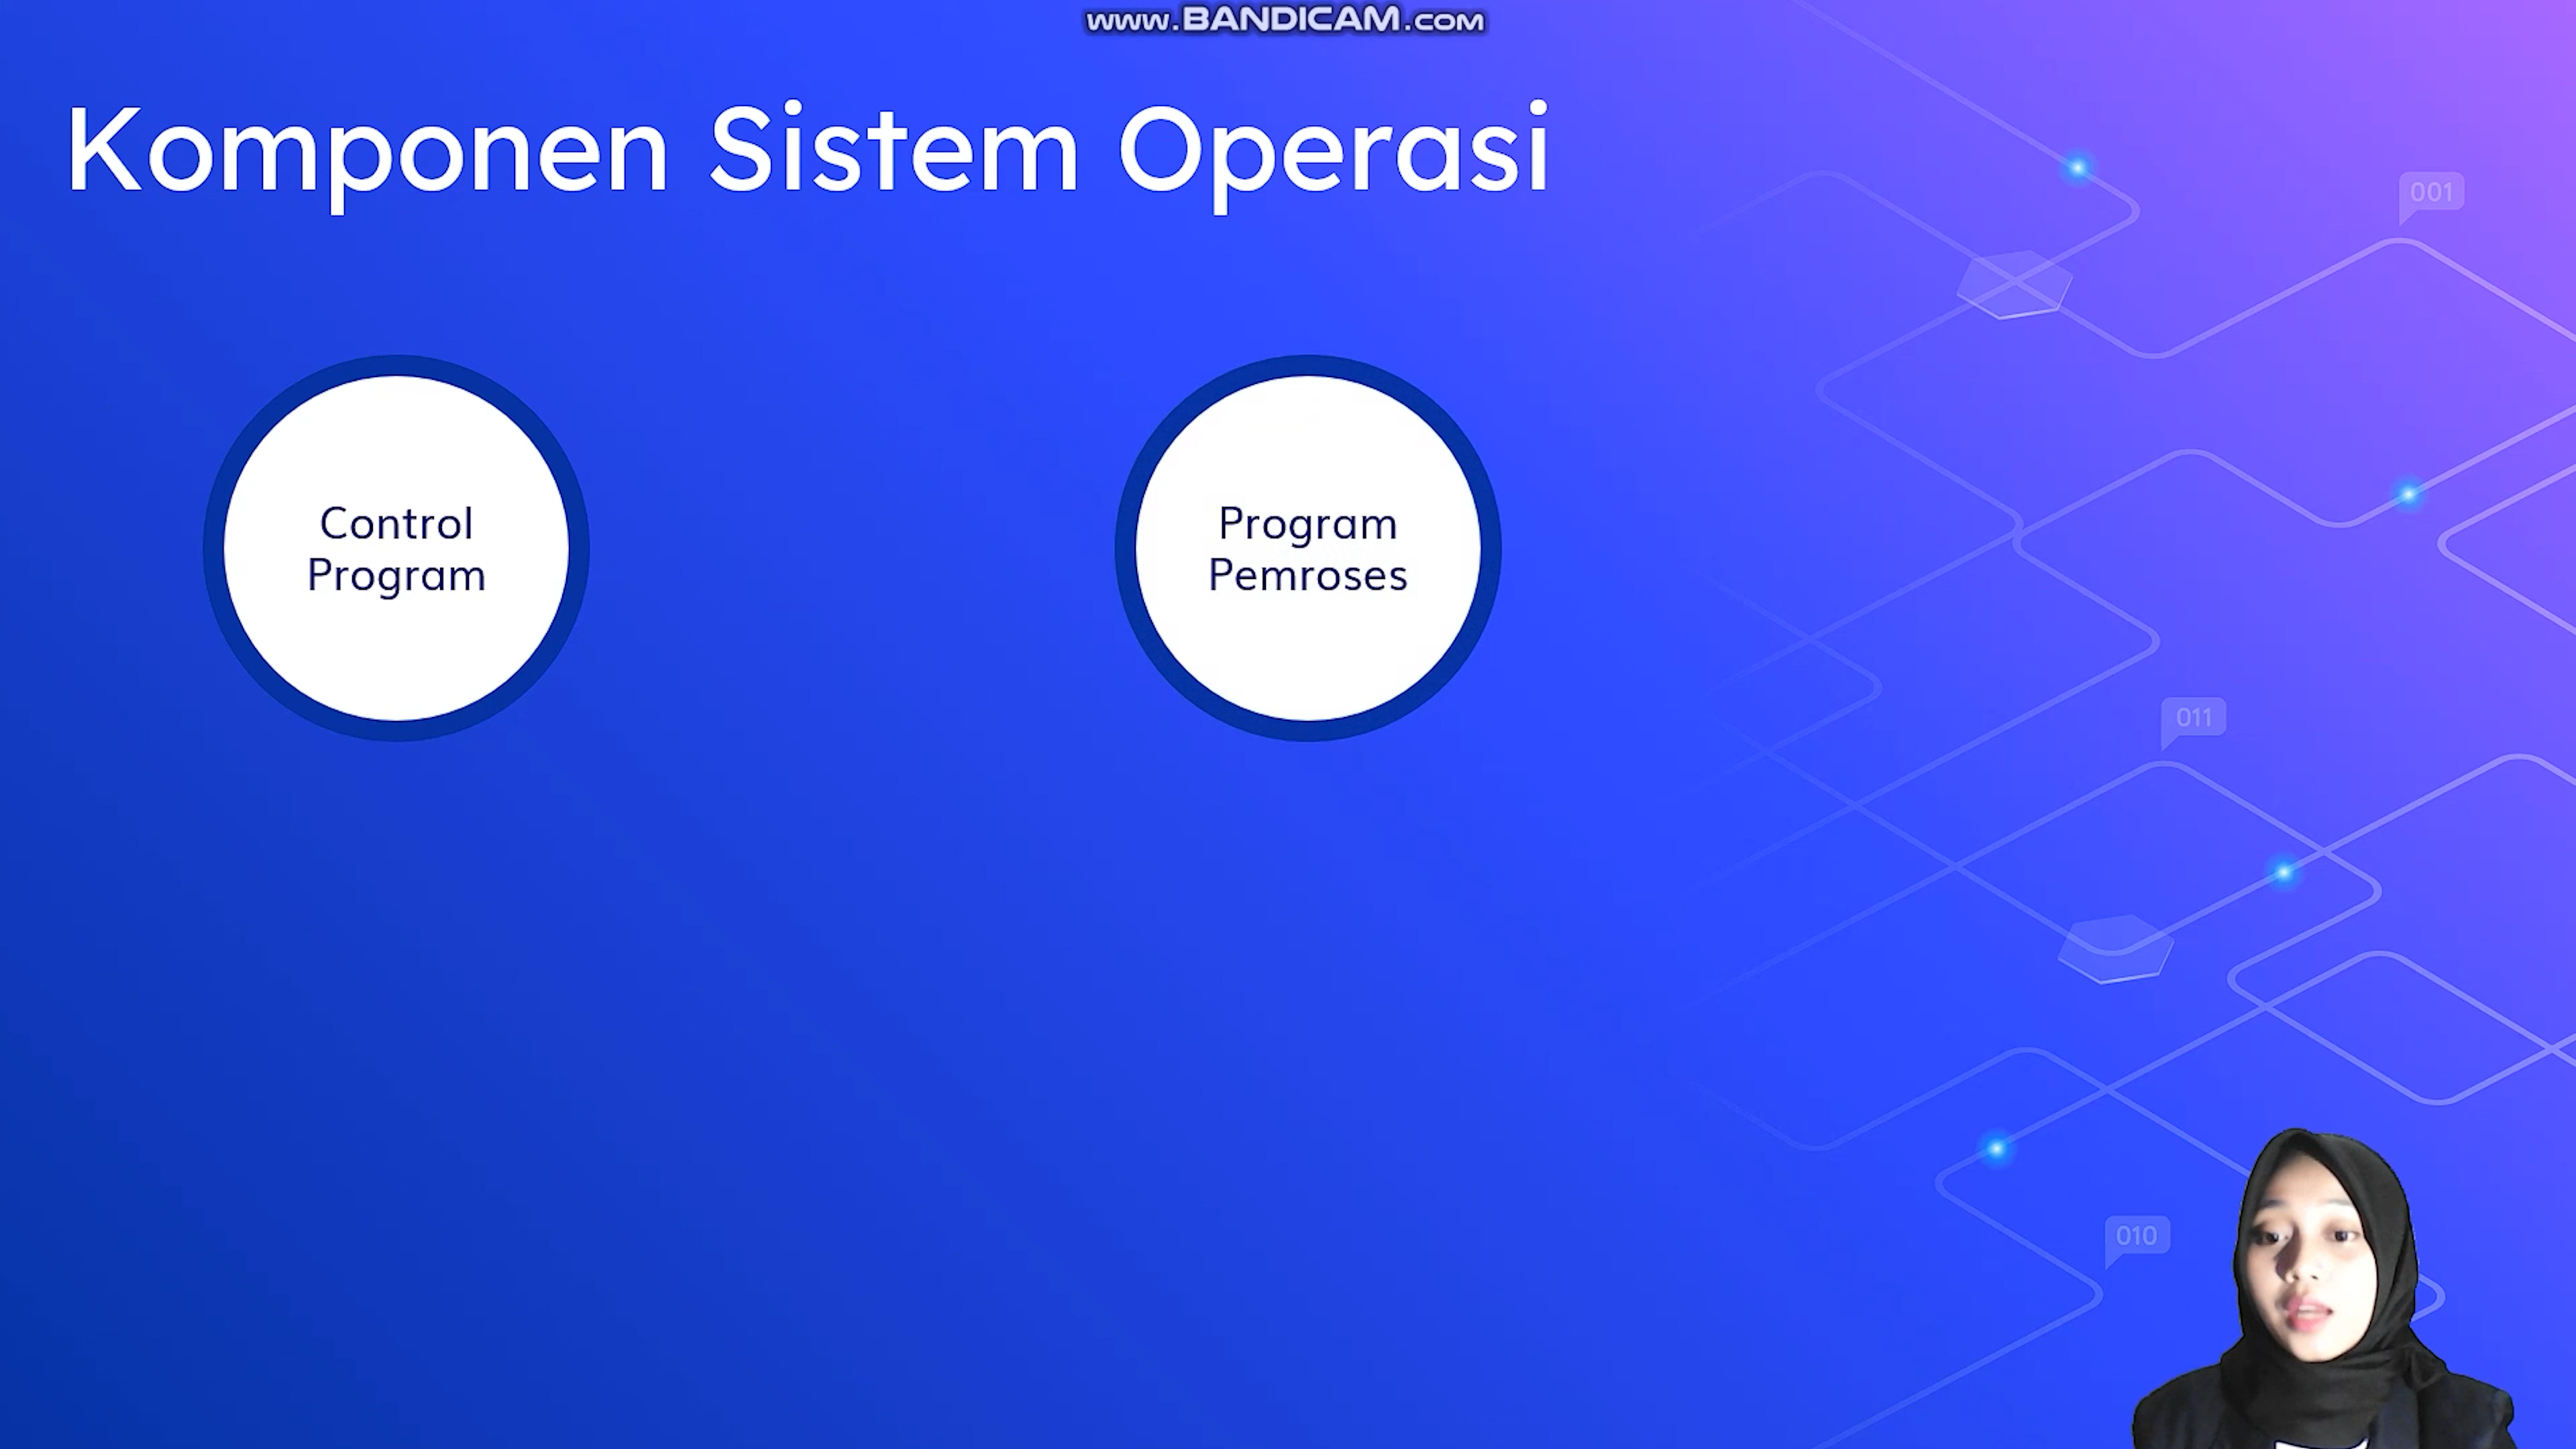 www.BANDICAM.com
Komponen Sistem Operasi
Control
Program
Program
Pemroses
001
011
010